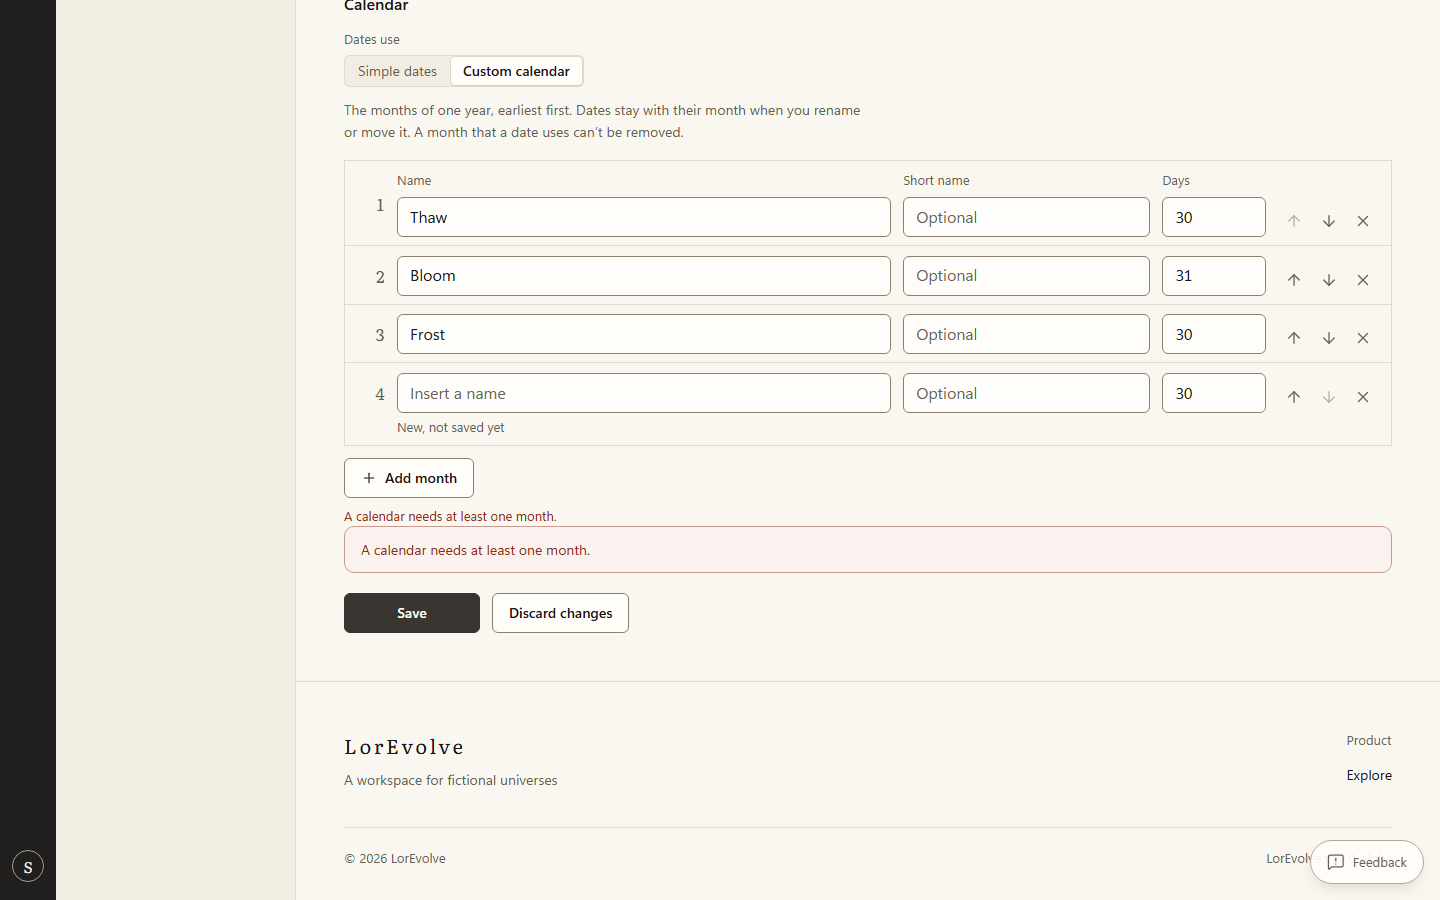 Calendar
Dates use
Simple dates
Custom calendar
The months of one year, earliest first. Dates stay with their month when you rename
or move it. A month that a date uses can’t be removed.
Name
Short name
Days
1
Thaw
Optional
30
2
Bloom
Optional
31
3
Frost
Optional
30
4
Insert a name
Optional
30
New, not saved yet
Add month
A calendar needs at least one month.
A calendar needs at least one month.
Save
Discard changes
LorEvolve
A workspace for fictional universes
Product
Explore
© 2026 LorEvolve
Feedback
S